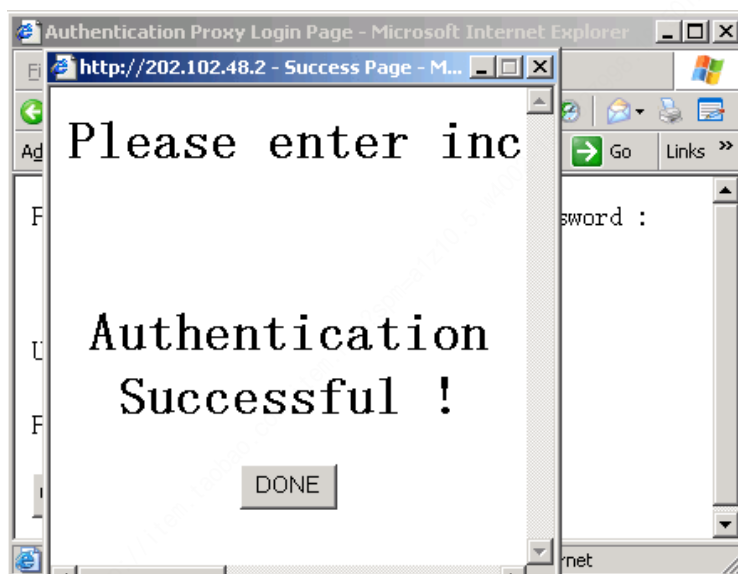 Authentication Proxy Login Page - Microsoft Internet Explorer
http://202.102.48.2 - Success Page - M...
Go Links »
Please enter inc
sword :
Authentication
Successful !
DONE